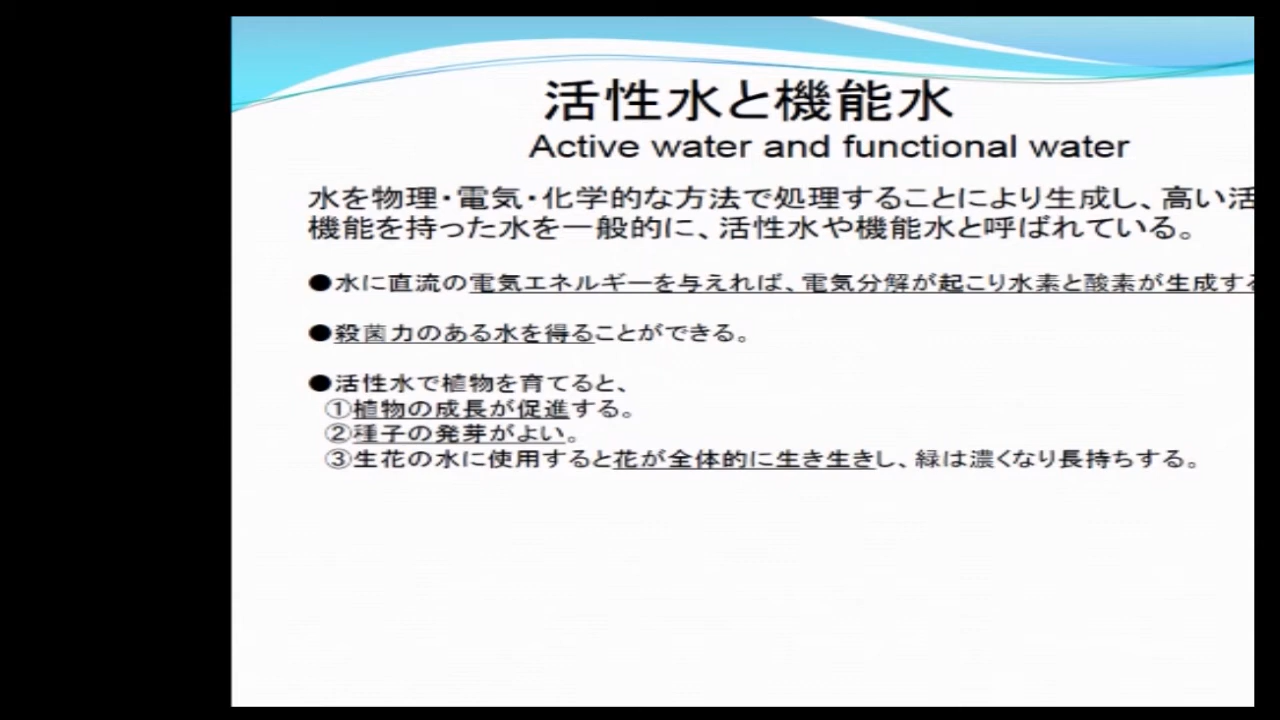 活性水と機能水
Active water and functional water
水を物理・電気・化学的な方法で処理することにより生成し、高い活
機能を持った水を一般的に、活性水や機能水と呼ばれている。
●水に直流の電気エネルギーを与えれば、電気分解が起こり水素と酸素が生成する
●殺菌力のある水を得ることができる。
●活性水で植物を育てると、
①植物の成長が促進する。
②種子の発芽がよい。
③生花の水に使用すると花が全体的に生き生きし、緑は濃くなり長持ちする。